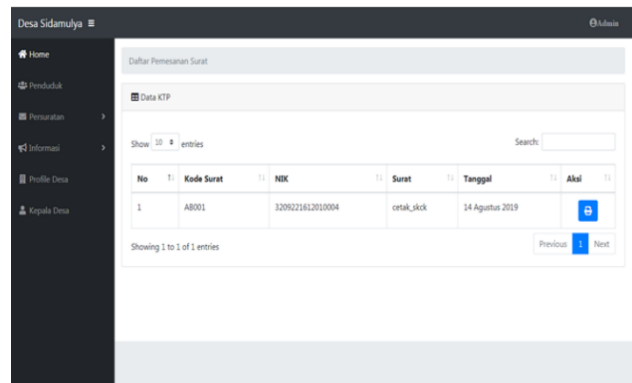 Desa Sidamulya
Admin
Home
Penduduk
Persuratan
Informasi
Profile Desa
Kepala Desa
Daftar Pemesanan Surat
Data KTP
Show 10 entries
Search:
No Kode Surat NIK Surat Tanggal Aksi
1 AB001 3209221612010004 cetak_skck 14 Agustus 2019
Showing 1 to 1 of 1 entries
Previous 1 Next